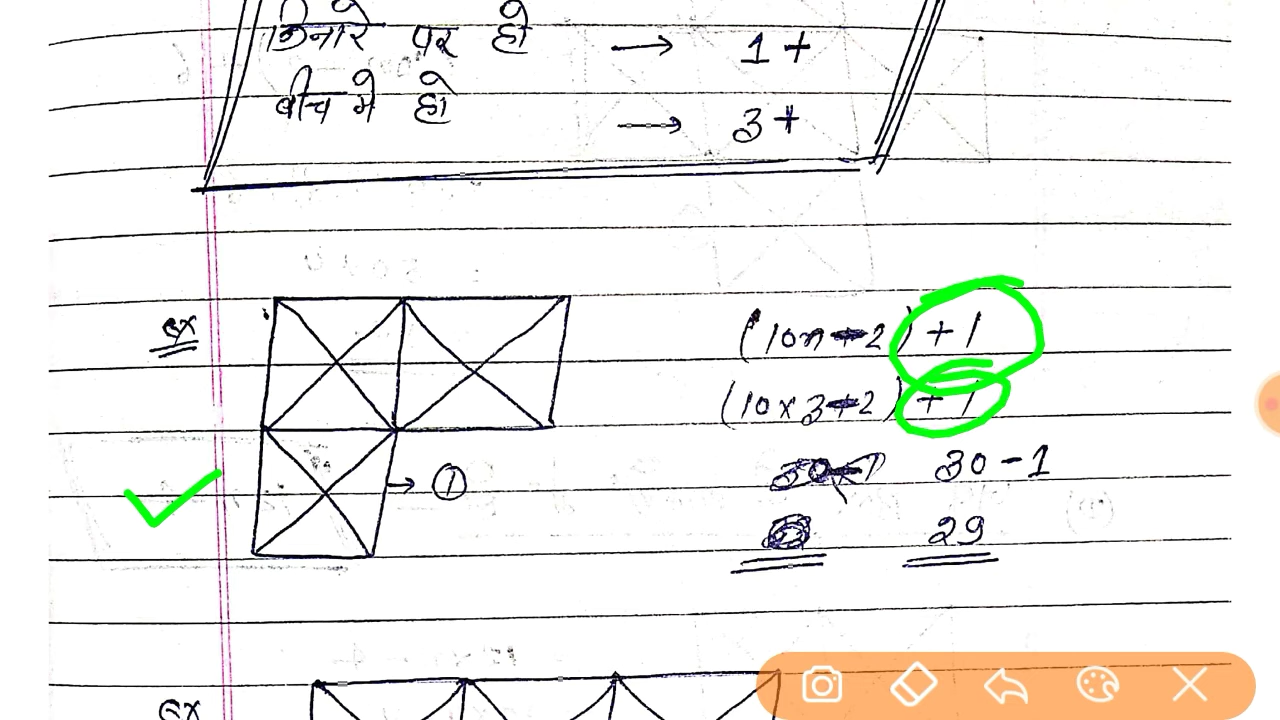 किनारे पर हो → 1 +
बीच मे हो → 3 +
Ex
(10n - 2) + 1
(10 x 3 - 2) + 1
→ ①
30 - 1
29
Ex